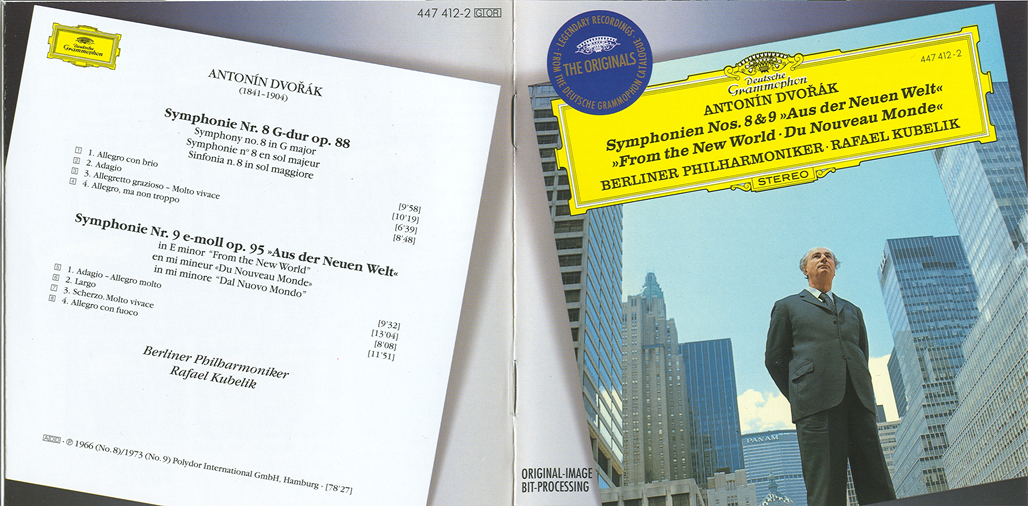 447 412-2 GOR
Deutsche
Grammophon
ANTONÍN DVOŘÁK
(1841–1904)
Symphonie Nr. 8 G-dur op. 88
Symphony no. 8 in G major
Symphonie n° 8 en sol majeur
Sinfonia n. 8 in sol maggiore
1 1. Allegro con brio [9'58]
2 2. Adagio [10'19]
3 3. Allegretto grazioso – Molto vivace [6'39]
4 4. Allegro, ma non troppo [8'48]
Symphonie Nr. 9 e-moll op. 95 »Aus der Neuen Welt«
in E minor "From the New World"
en mi mineur «Du Nouveau Monde»
in mi minore "Dal Nuovo Mondo"
5 1. Adagio – Allegro molto [9'32]
6 2. Largo [13'04]
7 3. Scherzo. Molto vivace [8'08]
8 4. Allegro con fuoco [11'51]
Berliner Philharmoniker
Rafael Kubelik
ADD · ℗ 1966 (No. 8)/1973 (No. 9) Polydor International GmbH, Hamburg · [78'27]
LEGENDARY RECORDINGS
THE ORIGINALS
· FROM THE DEUTSCHE GRAMMOPHON CATALOGUE ·
Deutsche
Grammophon
447 412-2
ANTONÍN DVOŘÁK
Symphonien Nos. 8 & 9 »Aus der Neuen Welt«
»From the New World · Du Nouveau Monde«
BERLINER PHILHARMONIKER · RAFAEL KUBELIK
STEREO
PAN AM
ORIGINAL-IMAGE
BIT-PROCESSING